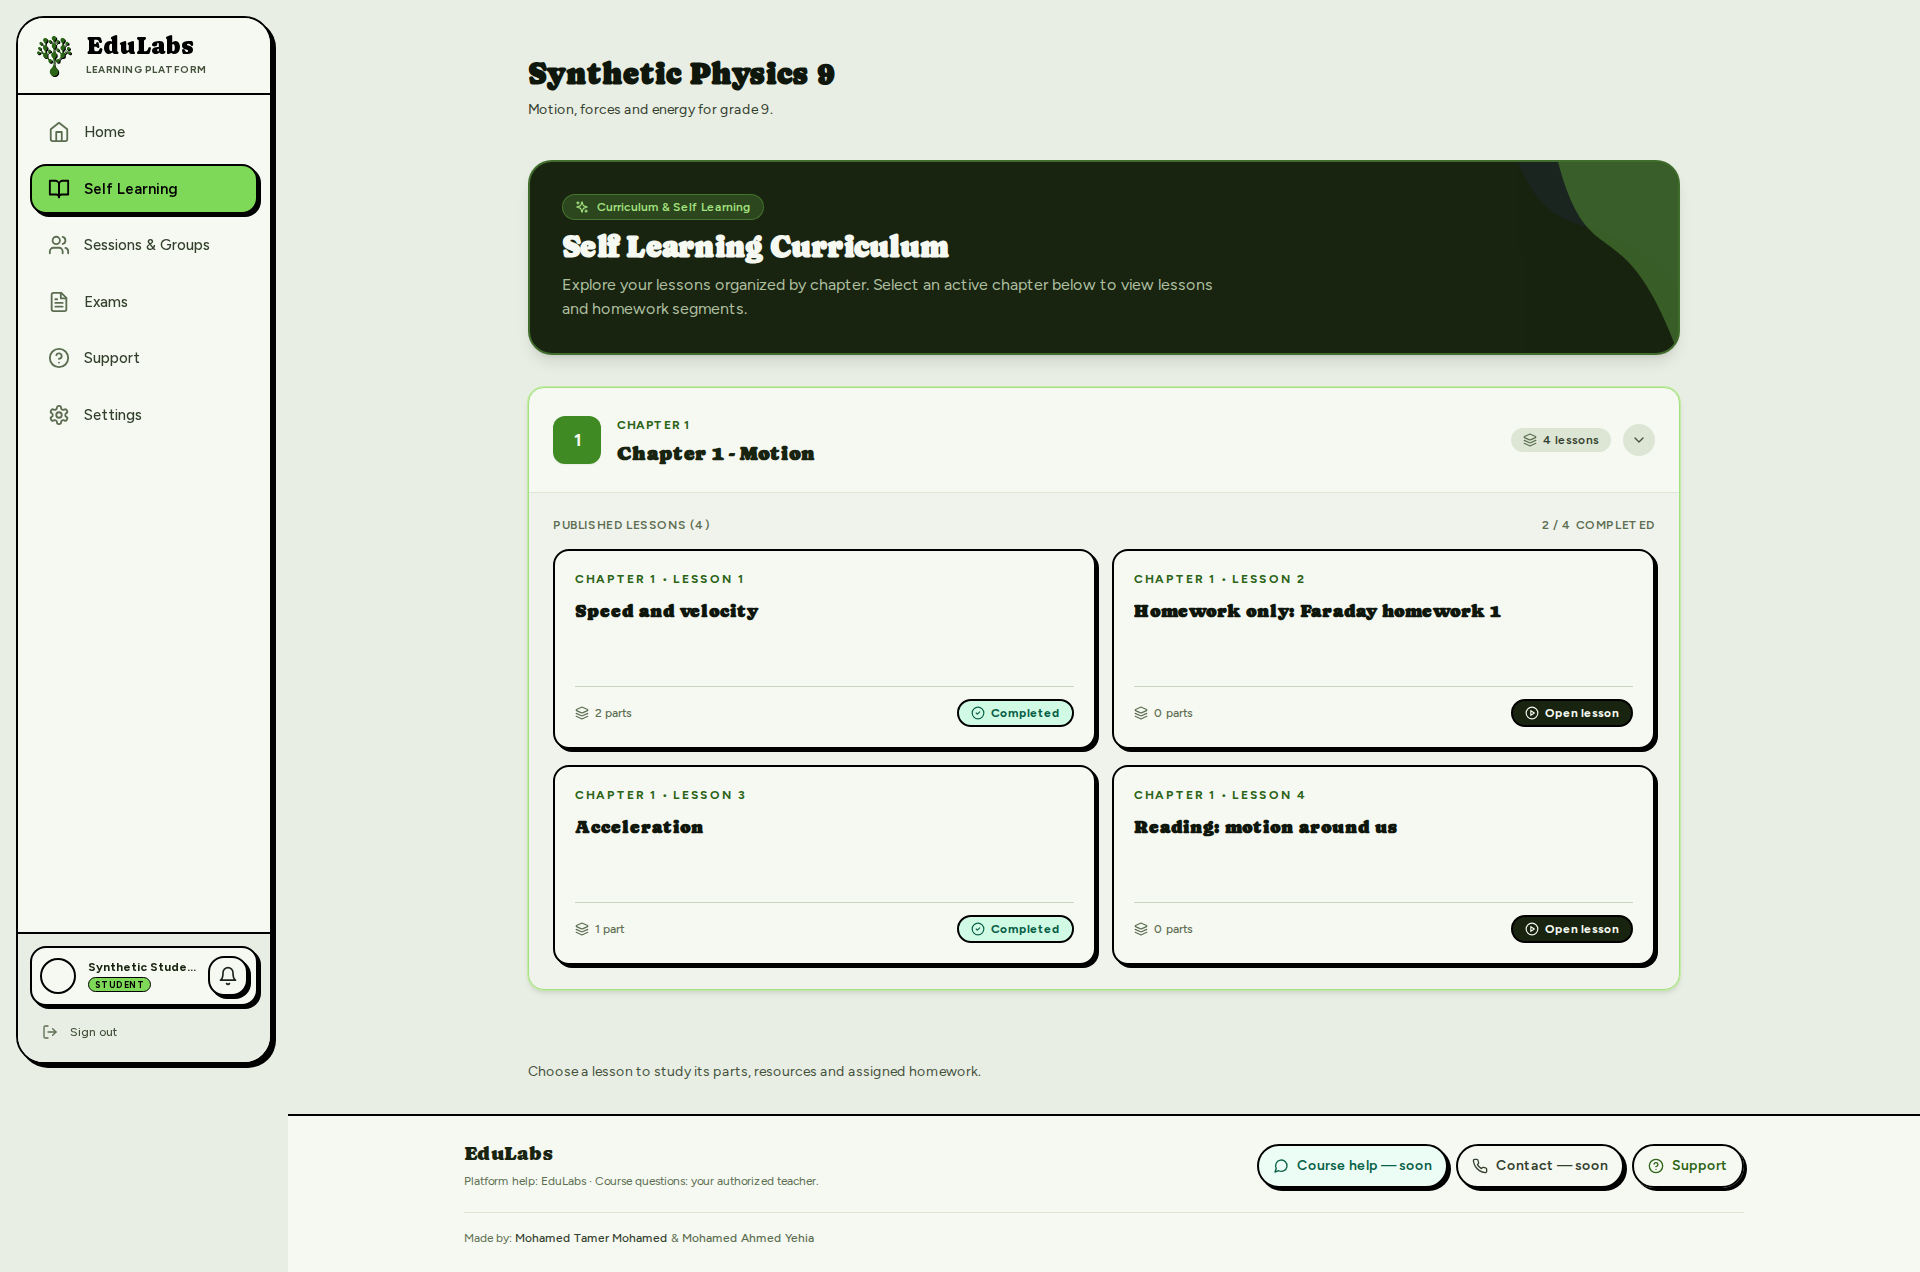 EduLabs
LEARNING PLATFORM
Home
Self Learning
Sessions & Groups
Exams
Support
Settings
Synthetic Stude...
STUDENT
Sign out
Synthetic Physics 9
Motion, forces and energy for grade 9.
Curriculum & Self Learning
Self Learning Curriculum
Explore your lessons organized by chapter. Select an active chapter below to view lessons
and homework segments.
1
CHAPTER 1
Chapter 1 - Motion
4 lessons
PUBLISHED LESSONS (4)
2 / 4 COMPLETED
CHAPTER 1 • LESSON 1
Speed and velocity
2 parts
Completed
CHAPTER 1 • LESSON 2
Homework only: Faraday homework 1
0 parts
Open lesson
CHAPTER 1 • LESSON 3
Acceleration
1 part
Completed
CHAPTER 1 • LESSON 4
Reading: motion around us
0 parts
Open lesson
Choose a lesson to study its parts, resources and assigned homework.
EduLabs
Platform help: EduLabs · Course questions: your authorized teacher.
Course help — soon
Contact — soon
Support
Made by: Mohamed Tamer Mohamed & Mohamed Ahmed Yehia